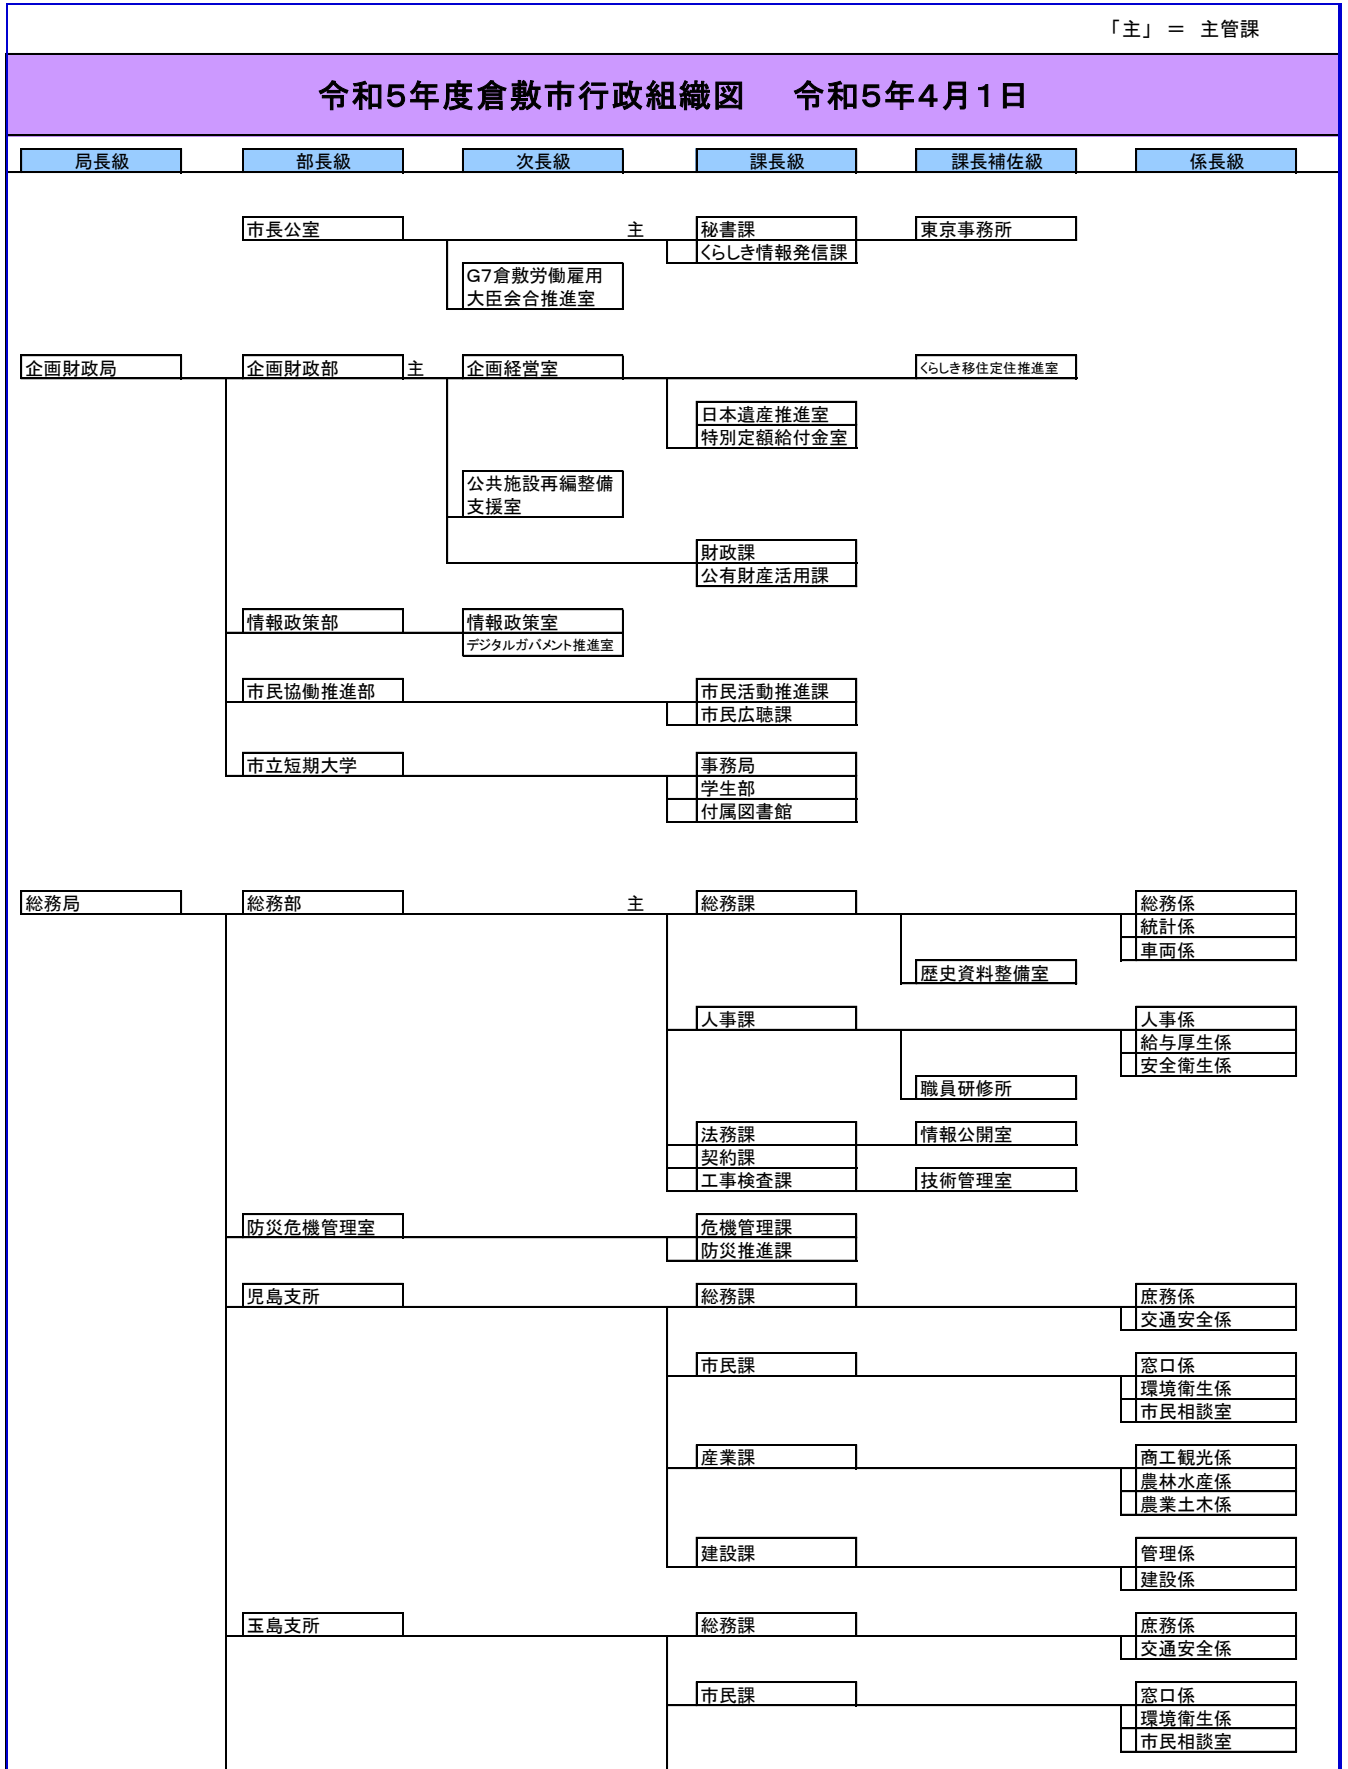 「主」 ＝ 主管課
令和5年度倉敷市行政組織図 令和5年4月1日
局長級 部長級 次長級 課長級 課長補佐級 係長級
市長公室 主 秘書課 東京事務所
くらしき情報発信課
G7倉敷労働雇用
大臣会合推進室
企画財政局 企画財政部 主 企画経営室 くらしき移住定住推進室
日本遺産推進室
特別定額給付金室
公共施設再編整備
支援室
財政課
公有財産活用課
情報政策部 情報政策室
デジタルガバメント推進室
市民協働推進部 市民活動推進課
市民広聴課
市立短期大学 事務局
学生部
付属図書館
総務局 総務部 主 総務課 総務係
統計係
車両係
歴史資料整備室
人事課 人事係
給与厚生係
安全衛生係
職員研修所
法務課 情報公開室
契約課
工事検査課 技術管理室
防災危機管理室 危機管理課
防災推進課
児島支所 総務課 庶務係
交通安全係
市民課 窓口係
環境衛生係
市民相談室
産業課 商工観光係
農林水産係
農業土木係
建設課 管理係
建設係
玉島支所 総務課 庶務係
交通安全係
市民課 窓口係
環境衛生係
市民相談室